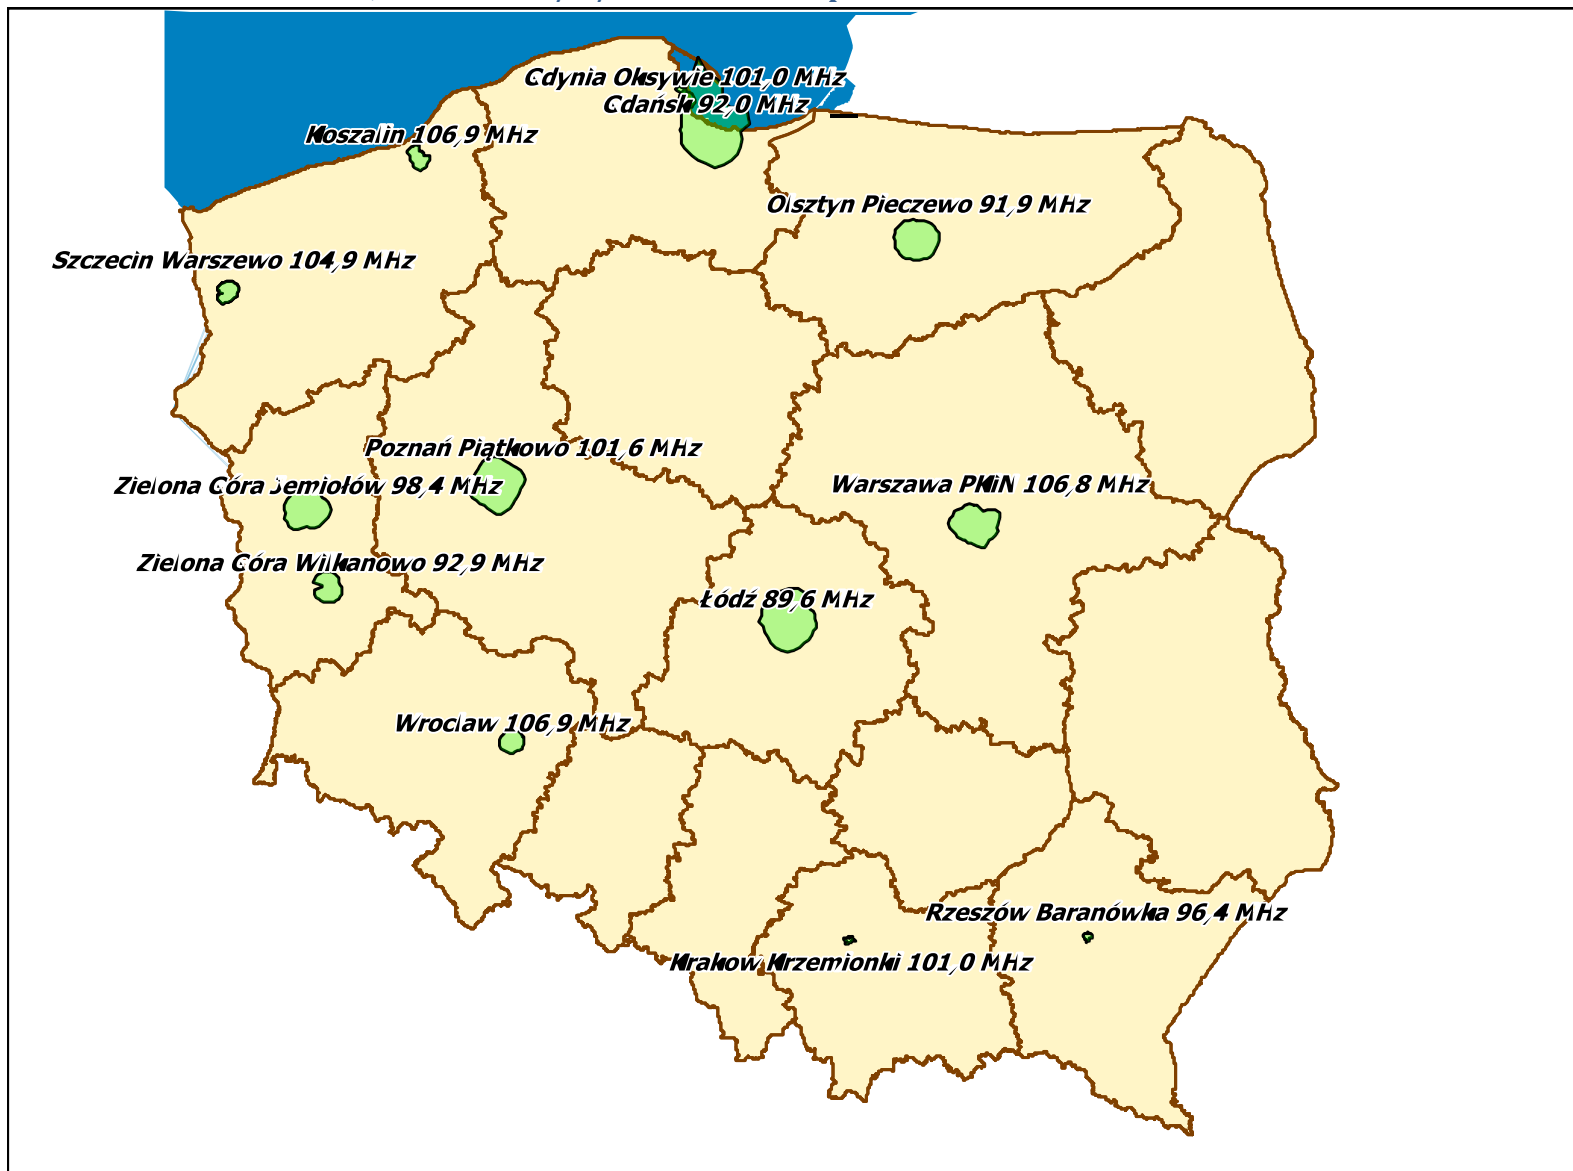 Gdynia Oksywie 101,0 MHz
Gdańsk 92,0 MHz
Koszalin 106,9 MHz
Olsztyn Pieczewo 91,9 MHz
Szczecin Warszewo 104,9 MHz
Poznań Piątkowo 101,6 MHz
Zielona Góra Jemiołów 98,4 MHz
Warszawa PKiN 106,8 MHz
Zielona Góra Wilkanowo 92,9 MHz
Łódź 89,6 MHz
Wroclaw 106,9 MHz
Rzeszów Baranówka 96,4 MHz
Krakow Krzemionki 101,0 MHz